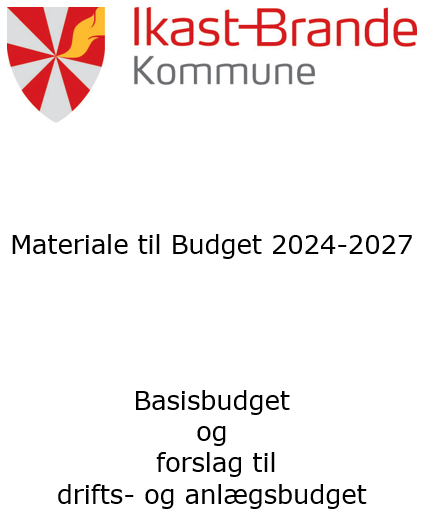 Ikast-Brande
Kommune
Materiale til Budget 2024-2027
Basisbudget
og
forslag til
drifts- og anlægsbudget